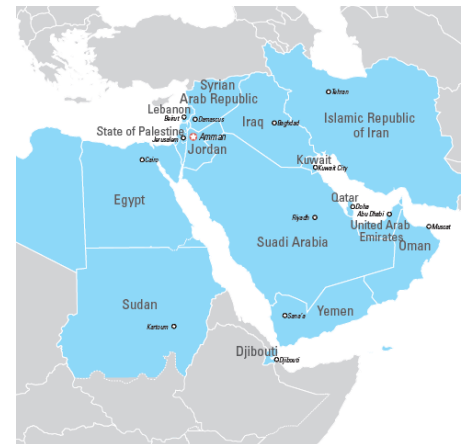 Tehran
Syrian
Arab Republic
Lebanon
Beirut
Damascus
Iraq
Baghdad
Islamic Republic
of Iran
State of Palestine
Jerusalem
Amman
Jordan
Cairo
Kuwait
Kuwait City
Egypt
Qatar
Doha
Abu Dhabi
Riyadh
United Arab
Emirates
Muscat
Suadi Arabia
Oman
Sudan
Kartoum
Sana'a
Yemen
Djibouti
Djibouti